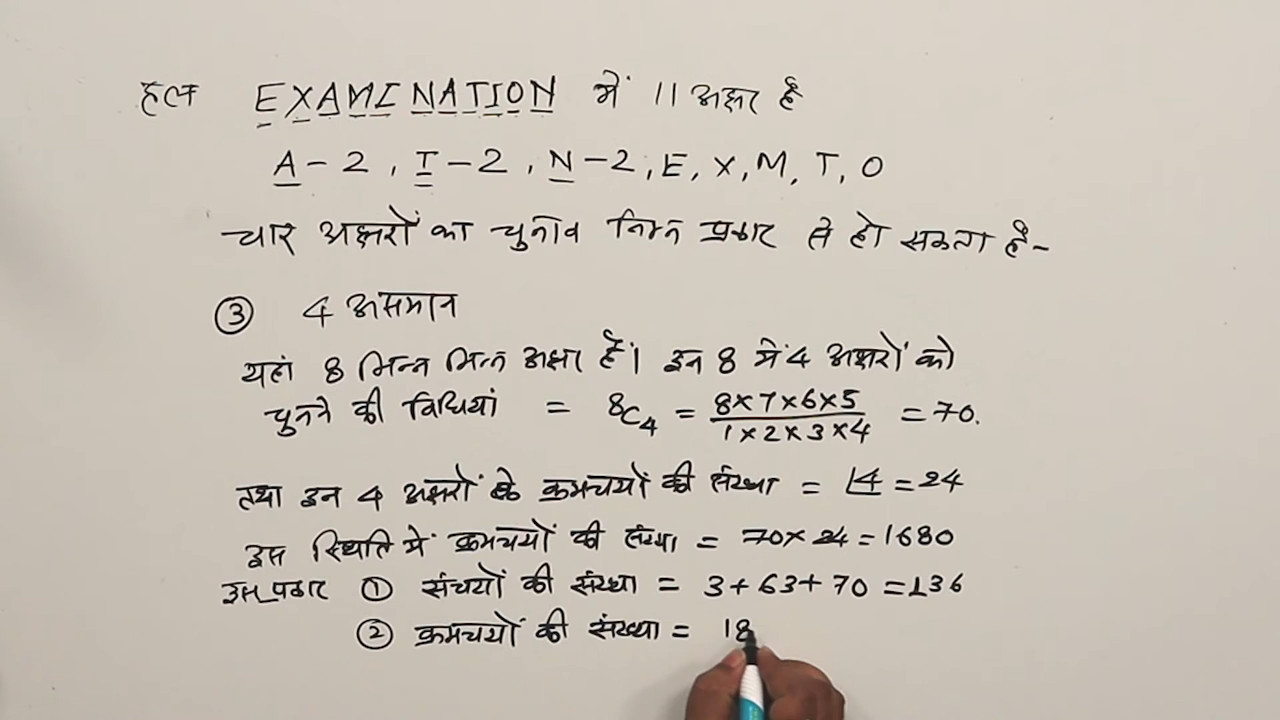 हल EXAMINATION में 11 अक्षर है
A-2, I-2, N-2, E, X, M, T, O
चार अक्षरों का चुनाव निम्न प्रकार से हो सकता है-
③ 4 असमान
यहां 8 भिन्न भिन्न अक्षर हैं। इन 8 में 4 अक्षरों को
चुनने की विधियां = 8C4 = 8×7×6×5/1×2×3×4 = 70.
तथा इन 4 अक्षरों के क्रमचयों की संख्या = |4 = 24
इस स्थिति में क्रमचयों की संख्या = 70×24=1680
इस प्रकार ① संचयों की संख्या = 3+63+70=136
② क्रमचयों की संख्या = 18